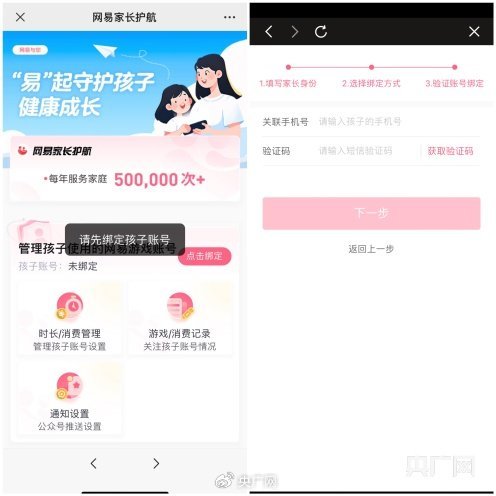 网易家长护航
网易与您
“易”起守护孩子
健康成长
网易家长护航
每年服务家庭 500,000 次+
请先绑定孩子账号
管理孩子使用的网易游戏账号
孩子账号：未绑定
点击绑定
时长/消费管理
管理孩子账号设置
游戏/消费记录
关注孩子账号情况
通知设置
公众号推送设置
@央广网
1.填写家长身份
2.选择绑定方式
3.验证账号绑定
关联手机号 请输入孩子的手机号
验证码 请输入短信验证码 获取验证码
下一步
返回上一步
央广网